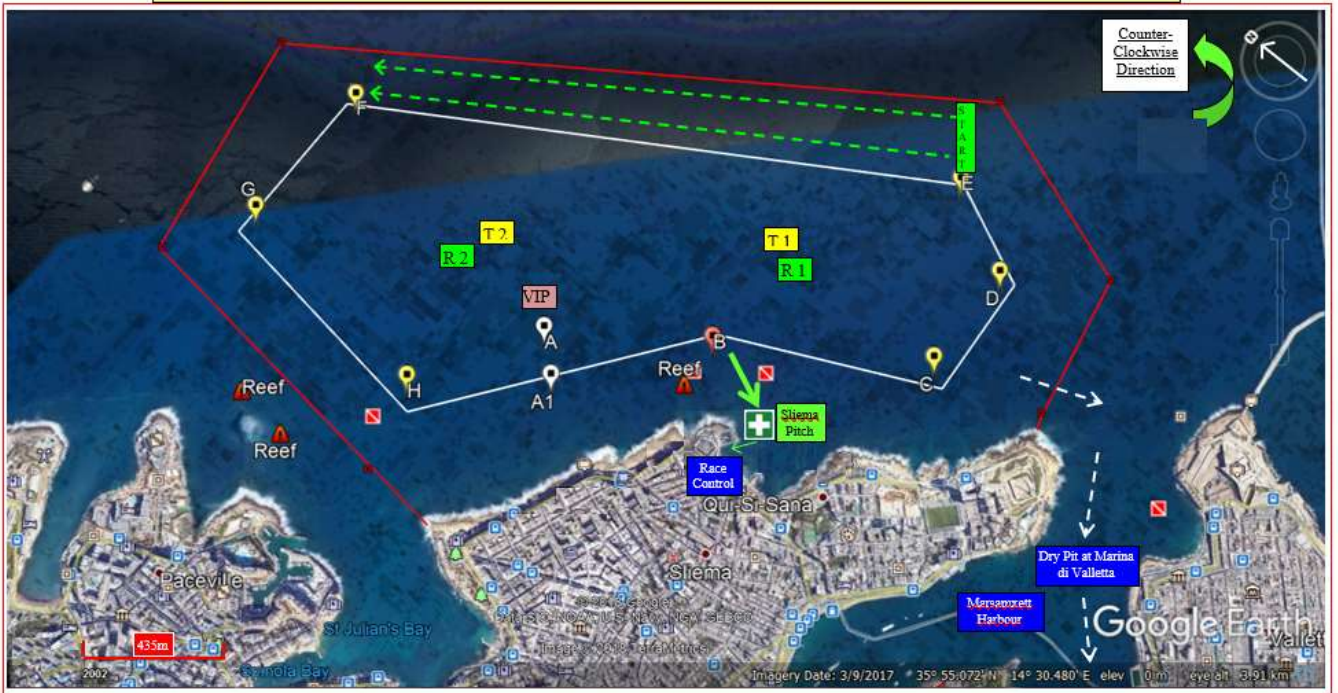 Counter-
Clockwise
Direction
START
F
E
G
T 2
T 1
R 2
R 1
D
VIP
A
B
C
Reef
H
A1
Reef
Reef
Sliema
Pitch
Race
Control
Qui-Si-Sana
Paceville
Sliema
Dry Pit at Marina
di Valletta
Marsamxett
Harbour
Google Earth
St Julian's Bay
435m
2002
Imagery Date: 3/9/2017 35° 55.072' N 14° 30.480' E elev 0 m eye alt 3.91 km